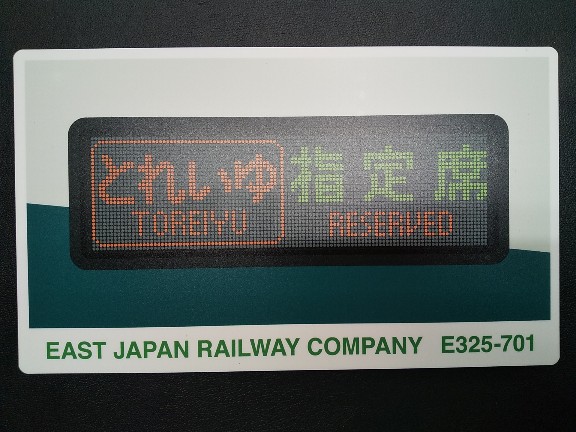 とれいゆ 指定席
TOREIYU RESERVED
EAST JAPAN RAILWAY COMPANY E325-701